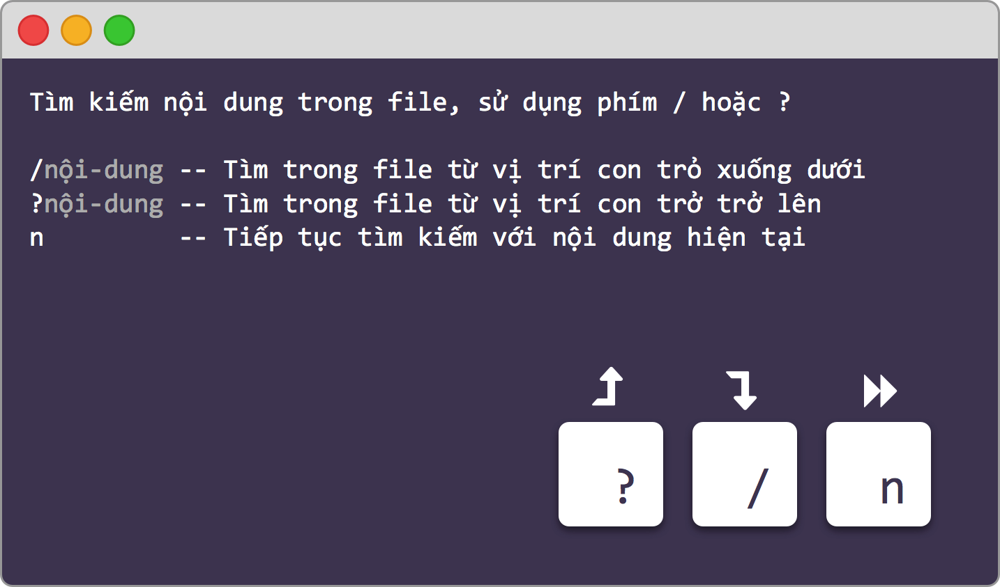 Tìm kiếm nội dung trong file, sử dụng phím / hoặc ?
/nội-dung -- Tìm trong file từ vị trí con trỏ xuống dưới
?nội-dung -- Tìm trong file từ vị trí con trở trở lên
n -- Tiếp tục tìm kiếm với nội dung hiện tại
? / n